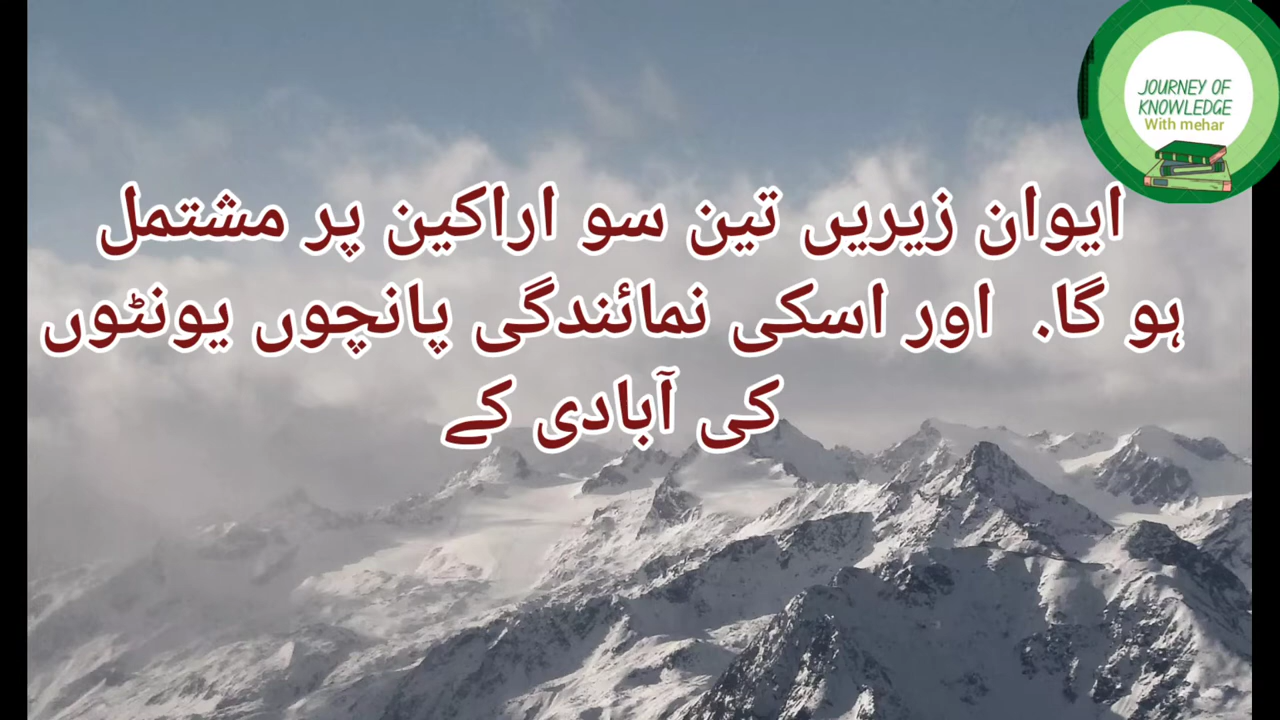 JOURNEY OF
KNOWLEDGE
With mehar
ایوان زیریں تین سو اراکین پر مشتمل
ہو گا.  اور اسکی نمائندگی پانچوں یونٹوں
کی آبادی کے